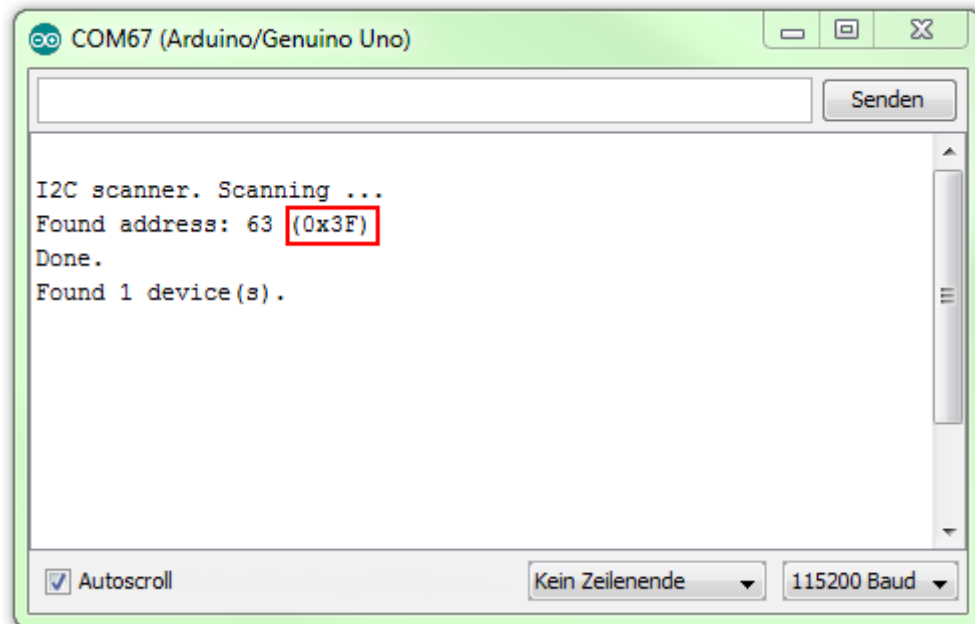 COM67 (Arduino/Genuino Uno)
Senden
I2C scanner. Scanning ...
Found address: 63 (0x3F)
Done.
Found 1 device(s).
Autoscroll
Kein Zeilenende
115200 Baud